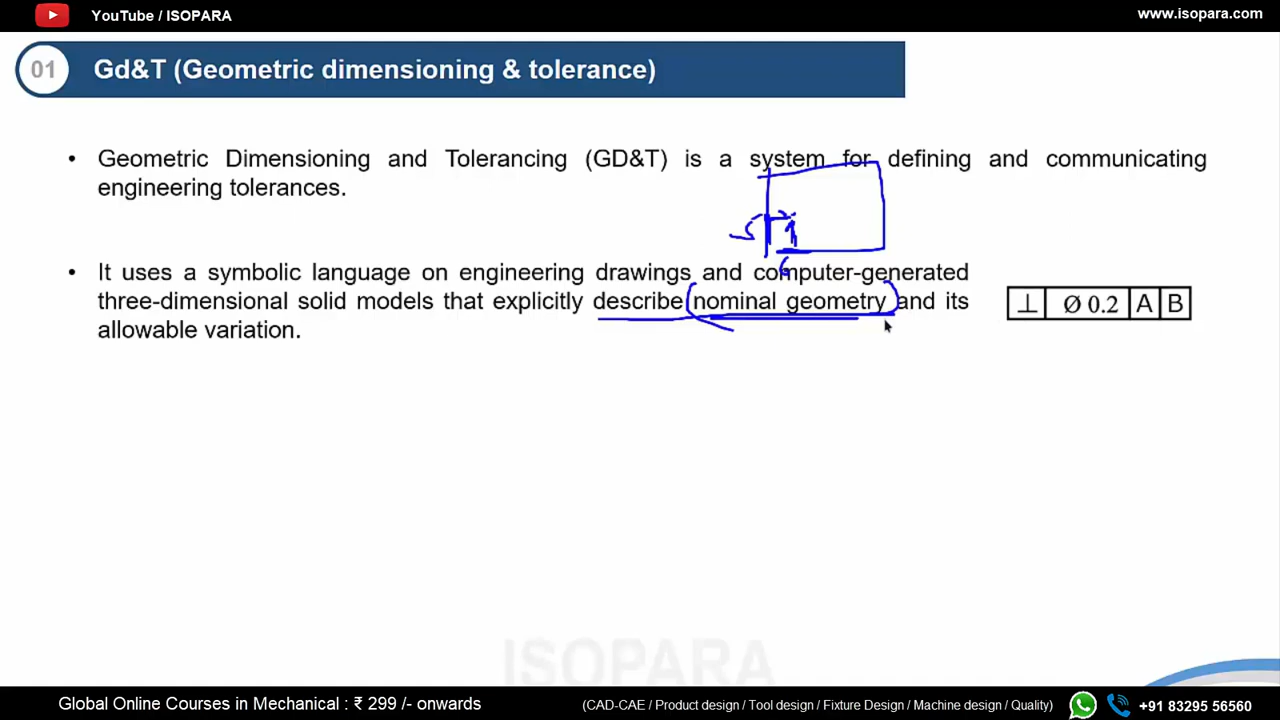 YouTube / ISOPARA
www.isopara.com
01
Gd&T (Geometric dimensioning & tolerance)
• Geometric Dimensioning and Tolerancing (GD&T) is a system for defining and communicating
engineering tolerances.
• It uses a symbolic language on engineering drawings and computer-generated
three-dimensional solid models that explicitly describe nominal geometry and its
allowable variation.
⊥ Ø 0.2 A B
ISOPARA
Global Online Courses in Mechanical : ₹ 299 /- onwards
(CAD-CAE / Product design / Tool design / Fixture Design / Machine design / Quality)
+91 83295 56560